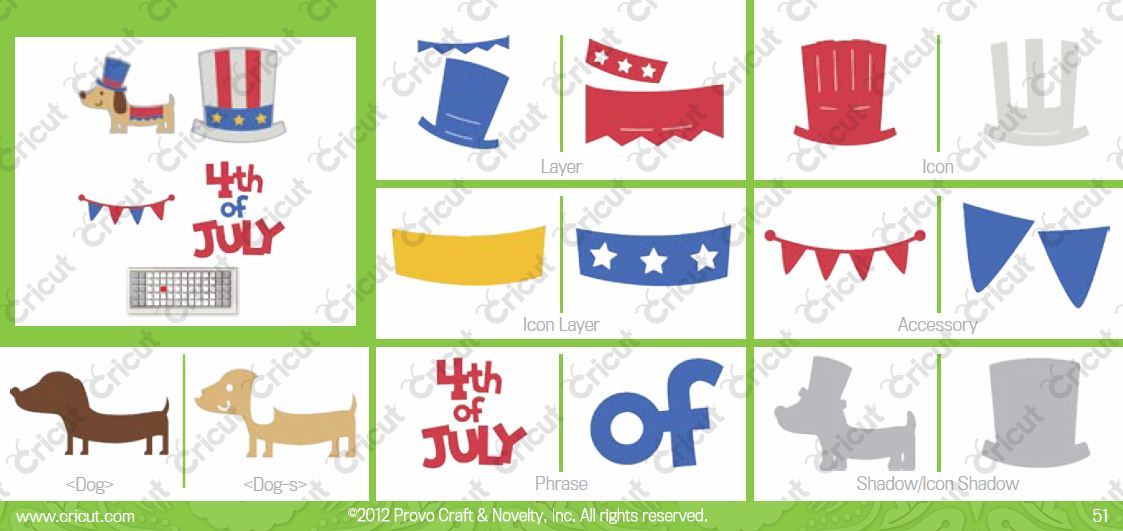 4th
of
JULY
Layer
Icon
Icon Layer
Accessory
<Dog>
<Dog-s>
4th
of
JULY
of
Phrase
Shadow/Icon Shadow
www.cricut.com
©2012 Provo Craft & Novelty, Inc. All rights reserved.
51
Cricut